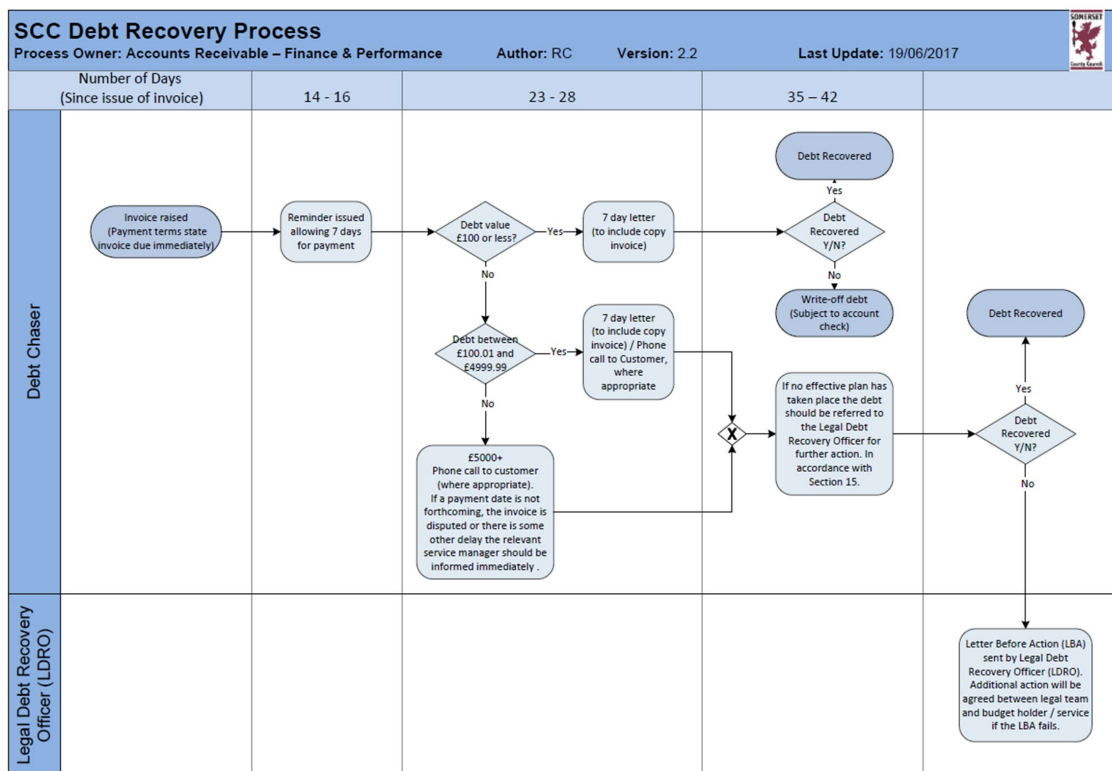 SCC Debt Recovery Process
Process Owner: Accounts Receivable – Finance & Performance Author: RC Version: 2.2 Last Update: 19/06/2017
SOMERSET
County Council
Number of Days
(Since issue of invoice)
14 - 16
23 - 28
35 – 42
Debt Chaser
Invoice raised
(Payment terms state
invoice due immediately)
Reminder issued
allowing 7 days
for payment
Debt value
£100 or less?
Yes
7 day letter
(to include copy
invoice)
Debt Recovered
Yes
Debt
Recovered
Y/N?
No
Write-off debt
(Subject to account
check)
No
Debt between
£100.01 and
£4999.99
Yes
7 day letter
(to include copy
invoice) / Phone
call to Customer,
where
appropriate
No
£5000+
Phone call to customer
(where appropriate).
If a payment date is not
forthcoming, the invoice is
disputed or there is some
other delay the relevant
service manager should be
informed immediately .
X
If no effective plan has
taken place the debt
should be referred to
the Legal Debt
Recovery Officer for
further action. In
accordance with
Section 15.
Debt Recovered
Yes
Debt
Recovered
Y/N?
No
Legal Debt Recovery
Officer (LDRO)
Letter Before Action (LBA)
sent by Legal Debt
Recovery Officer (LDRO).
Additional action will be
agreed between legal team
and budget holder / service
if the LBA fails.